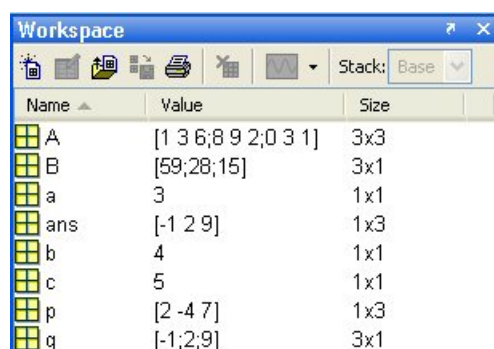 Workspace
Stack: Base
Name Value Size
A [1 3 6;8 9 2;0 3 1] 3x3
B [59;28;15] 3x1
a 3 1x1
ans [-1 2 9] 1x3
b 4 1x1
c 5 1x1
p [2 -4 7] 1x3
q [-1;2;9] 3x1